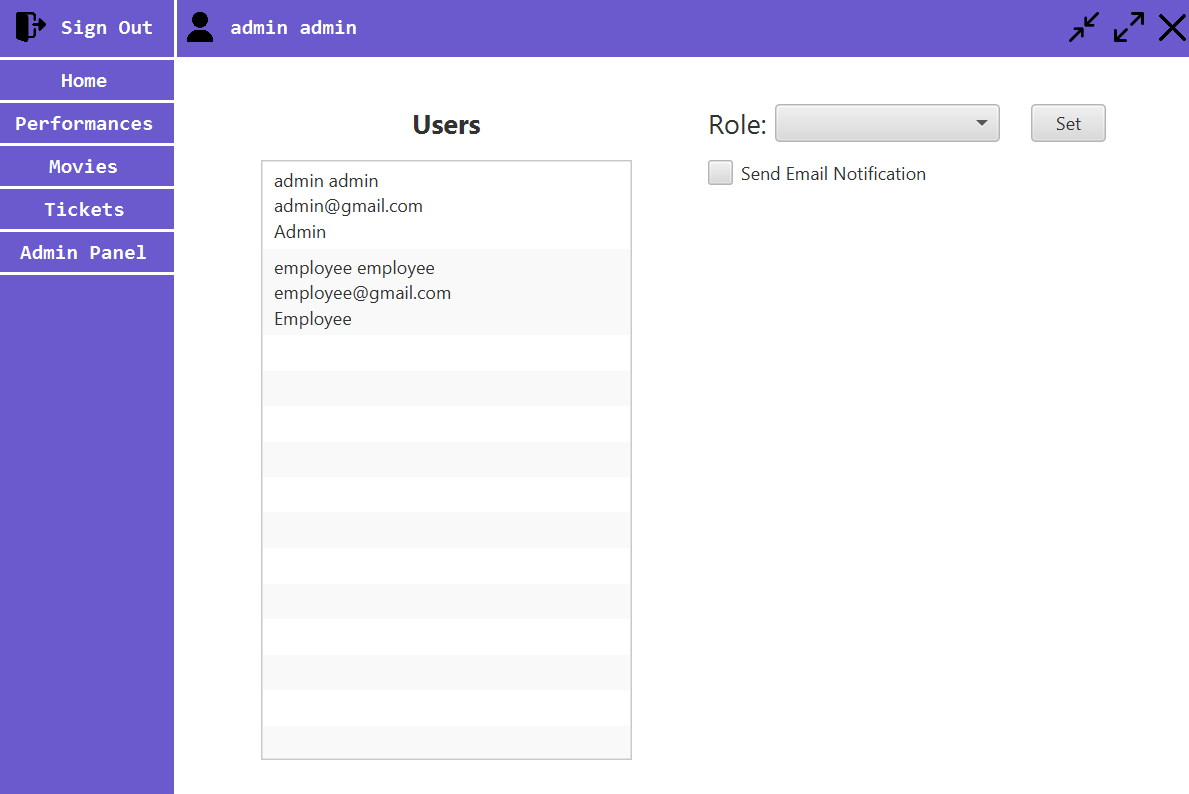 Sign Out
admin admin
Home
Performances
Movies
Tickets
Admin Panel
Users
admin admin
admin@gmail.com
Admin
employee employee
employee@gmail.com
Employee
Role:
Set
Send Email Notification